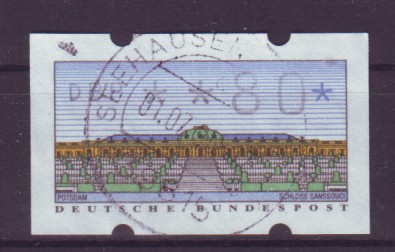 SEEHAUSEN
D *80*
01.07
POTSDAM SCHLOSS SANSSOUCI
DEUTSCHE BUNDESPOST